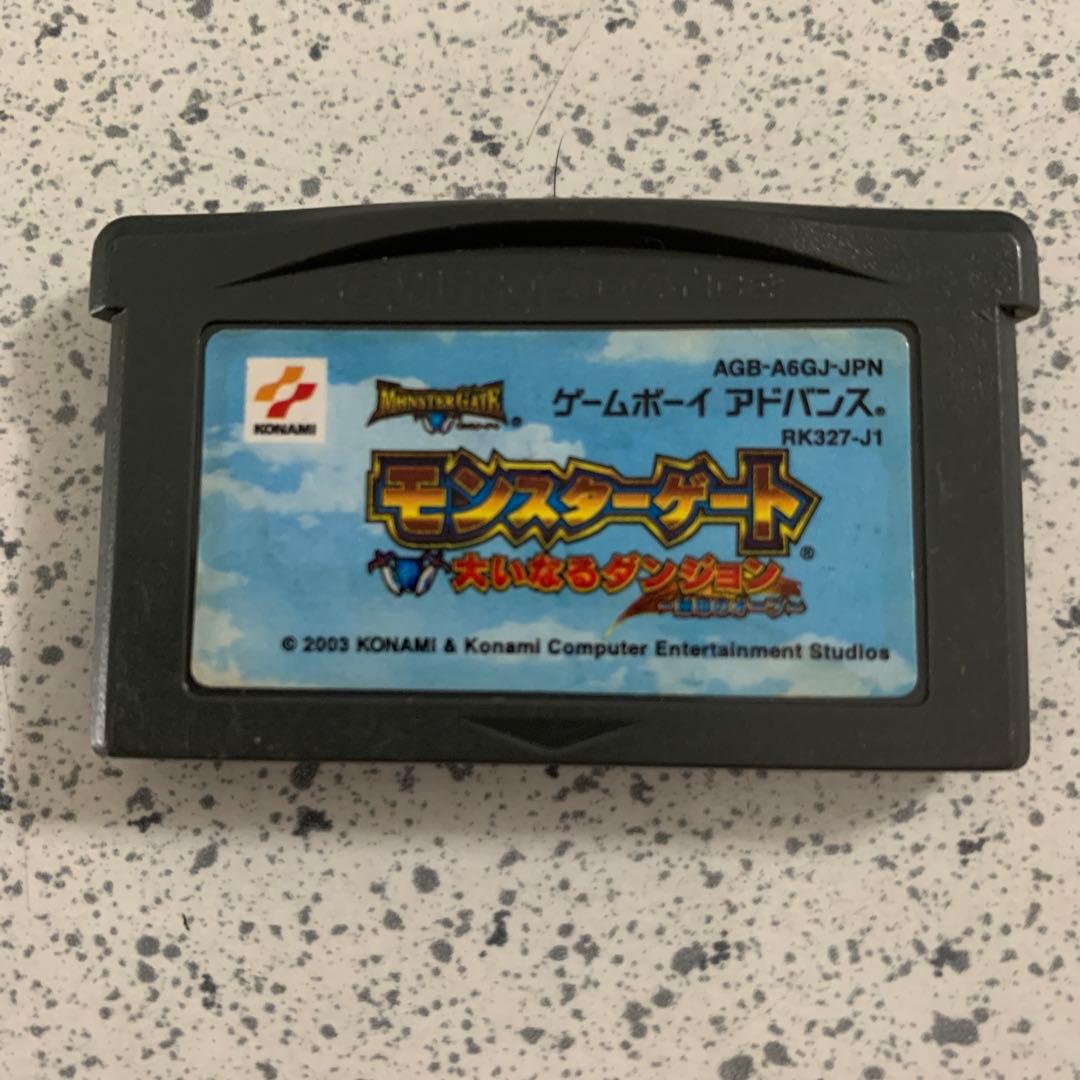 AGB-A6GJ-JPN
KONAMI
MONSTER GATE
ゲームボーイ アドバンス®
RK327-J1
モンスターゲート®
大いなるダンジョン
© 2003 KONAMI & Konami Computer Entertainment Studios